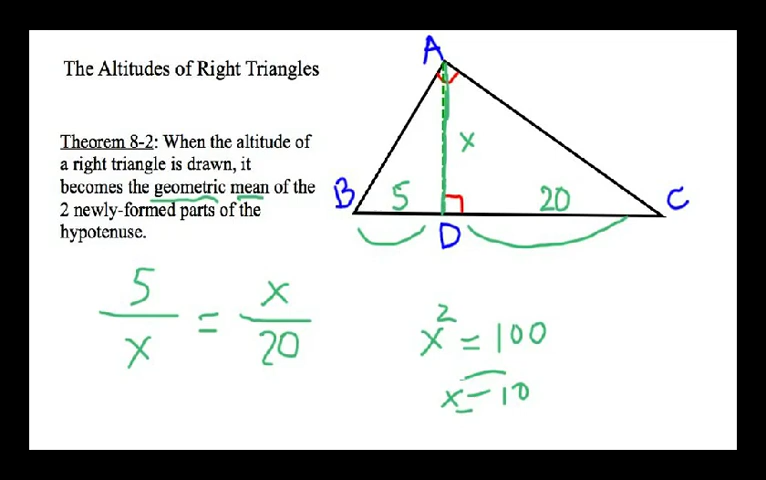 The Altitudes of Right Triangles
Theorem 8-2: When the altitude of
a right triangle is drawn, it
becomes the geometric mean of the
2 newly-formed parts of the
hypotenuse.
A
x
B 5 20 C
D
5/x = x/20
x² = 100
x = 10